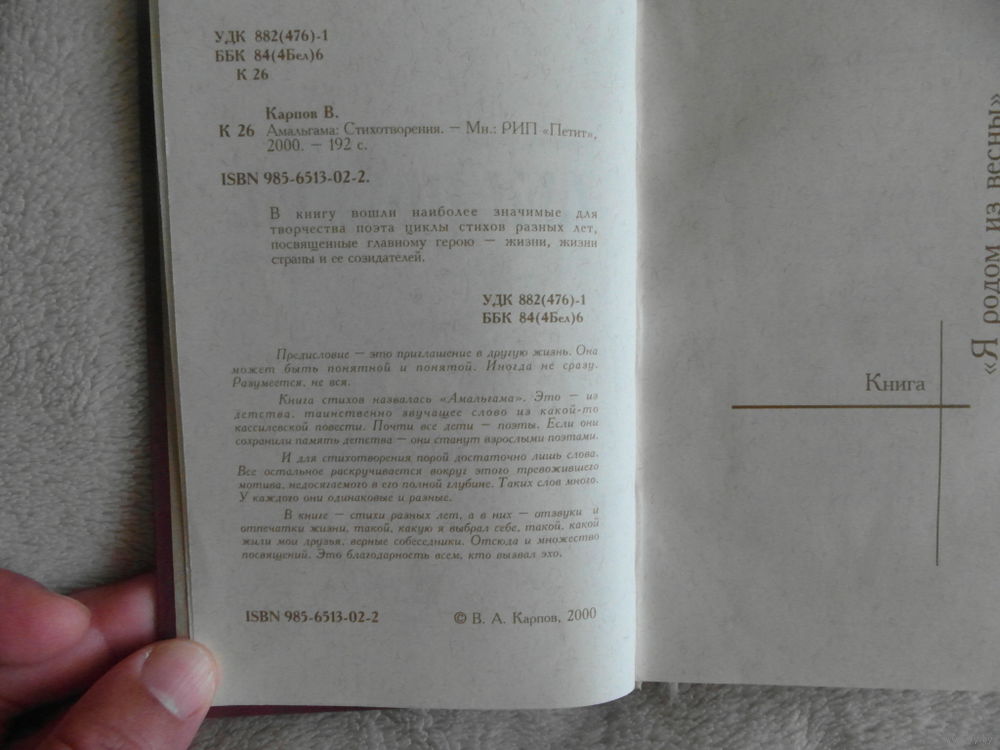 УДК 882(476)-1
ББК 84(4Бел)6
К 26
Карпов В.
К 26 Амальгама: Стихотворения. — Мн.: РИП «Петит»,
2000. — 192 с.
ISBN 985-6513-02-2.
В книгу вошли наиболее значимые для
творчества поэта циклы стихов разных лет,
посвященные главному герою — жизни, жизни
страны и ее созидателей.
УДК 882(476)-1
ББК 84(4Бел)6
Предисловие — это приглашение в другую жизнь. Она
может быть понятной и понятой. Иногда не сразу.
Разумеется, не вся.
Книга стихов назвалась «Амальгама». Это — из
детства, таинственно звучащее слово из какой-то
кассилевской повести. Почти все дети — поэты. Если они
сохранили память детства — они станут взрослыми поэтами.
И для стихотворения порой достаточно лишь слова.
Все остальное раскручивается вокруг этого тревожившего
мотива, недосягаемого в его полной глубине. Таких слов много.
У каждого они одинаковые и разные.
В книге — стихи разных лет, а в них — отзвуки и
отпечатки жизни, такой, какую я выбрал себе, такой, какой
жили мои друзья, верные собеседники. Отсюда и множество
посвящений. Это благодарность всем, кто вызвал эхо.
ISBN 985-6513-02-2
© В. А. Карпов, 2000
Книга
«Я родом из весны»